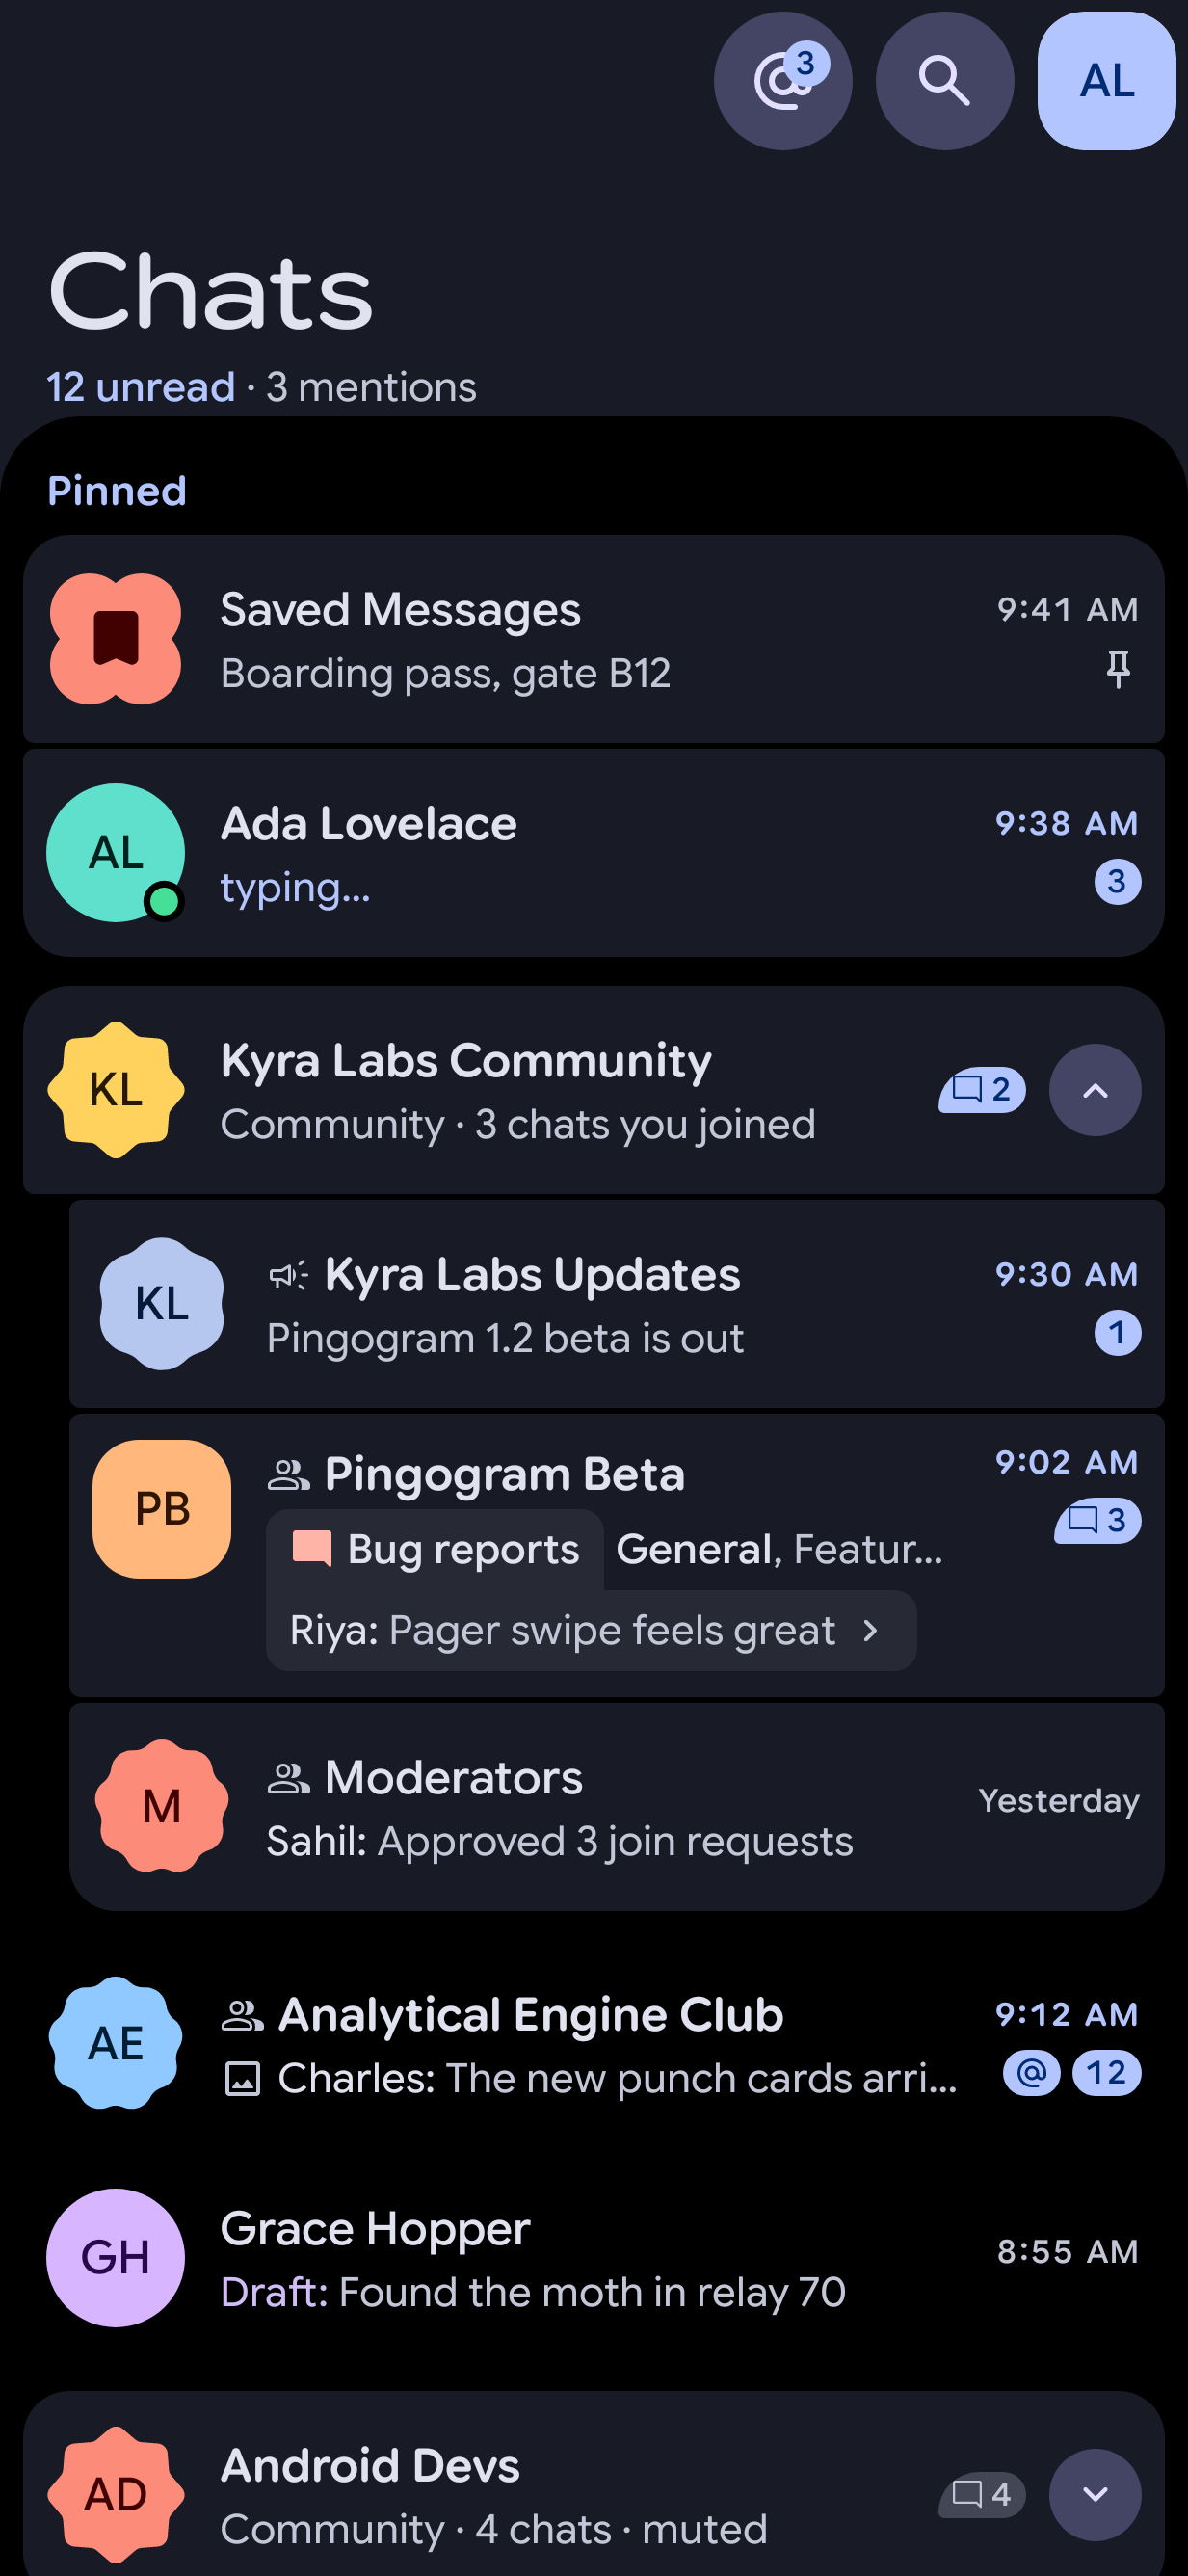 3
AL
Chats
12 unread · 3 mentions
Pinned
Saved Messages
9:41 AM
Boarding pass, gate B12
AL
Ada Lovelace
9:38 AM
typing...
3
KL
Kyra Labs Community
Community · 3 chats you joined
2
KL
Kyra Labs Updates
9:30 AM
Pingogram 1.2 beta is out
1
PB
Pingogram Beta
9:02 AM
Bug reports General, Featur...
3
Riya: Pager swipe feels great
M
Moderators
Yesterday
Sahil: Approved 3 join requests
AE
Analytical Engine Club
9:12 AM
Charles: The new punch cards arri...
@ 12
GH
Grace Hopper
8:55 AM
Draft: Found the moth in relay 70
AD
Android Devs
Community · 4 chats · muted
4